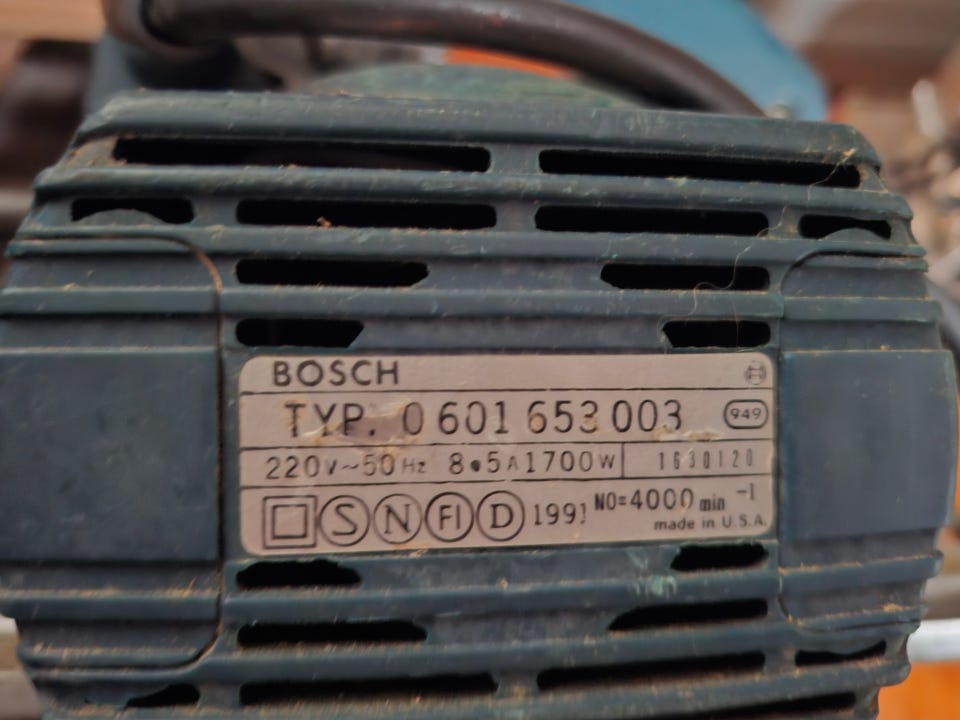 BOSCH
TYP. 0 601 653 003 949
220V~50Hz 8.5A 1700W 1630120
S N FI D 1991 NO=4000 min -1
made in U.S.A.